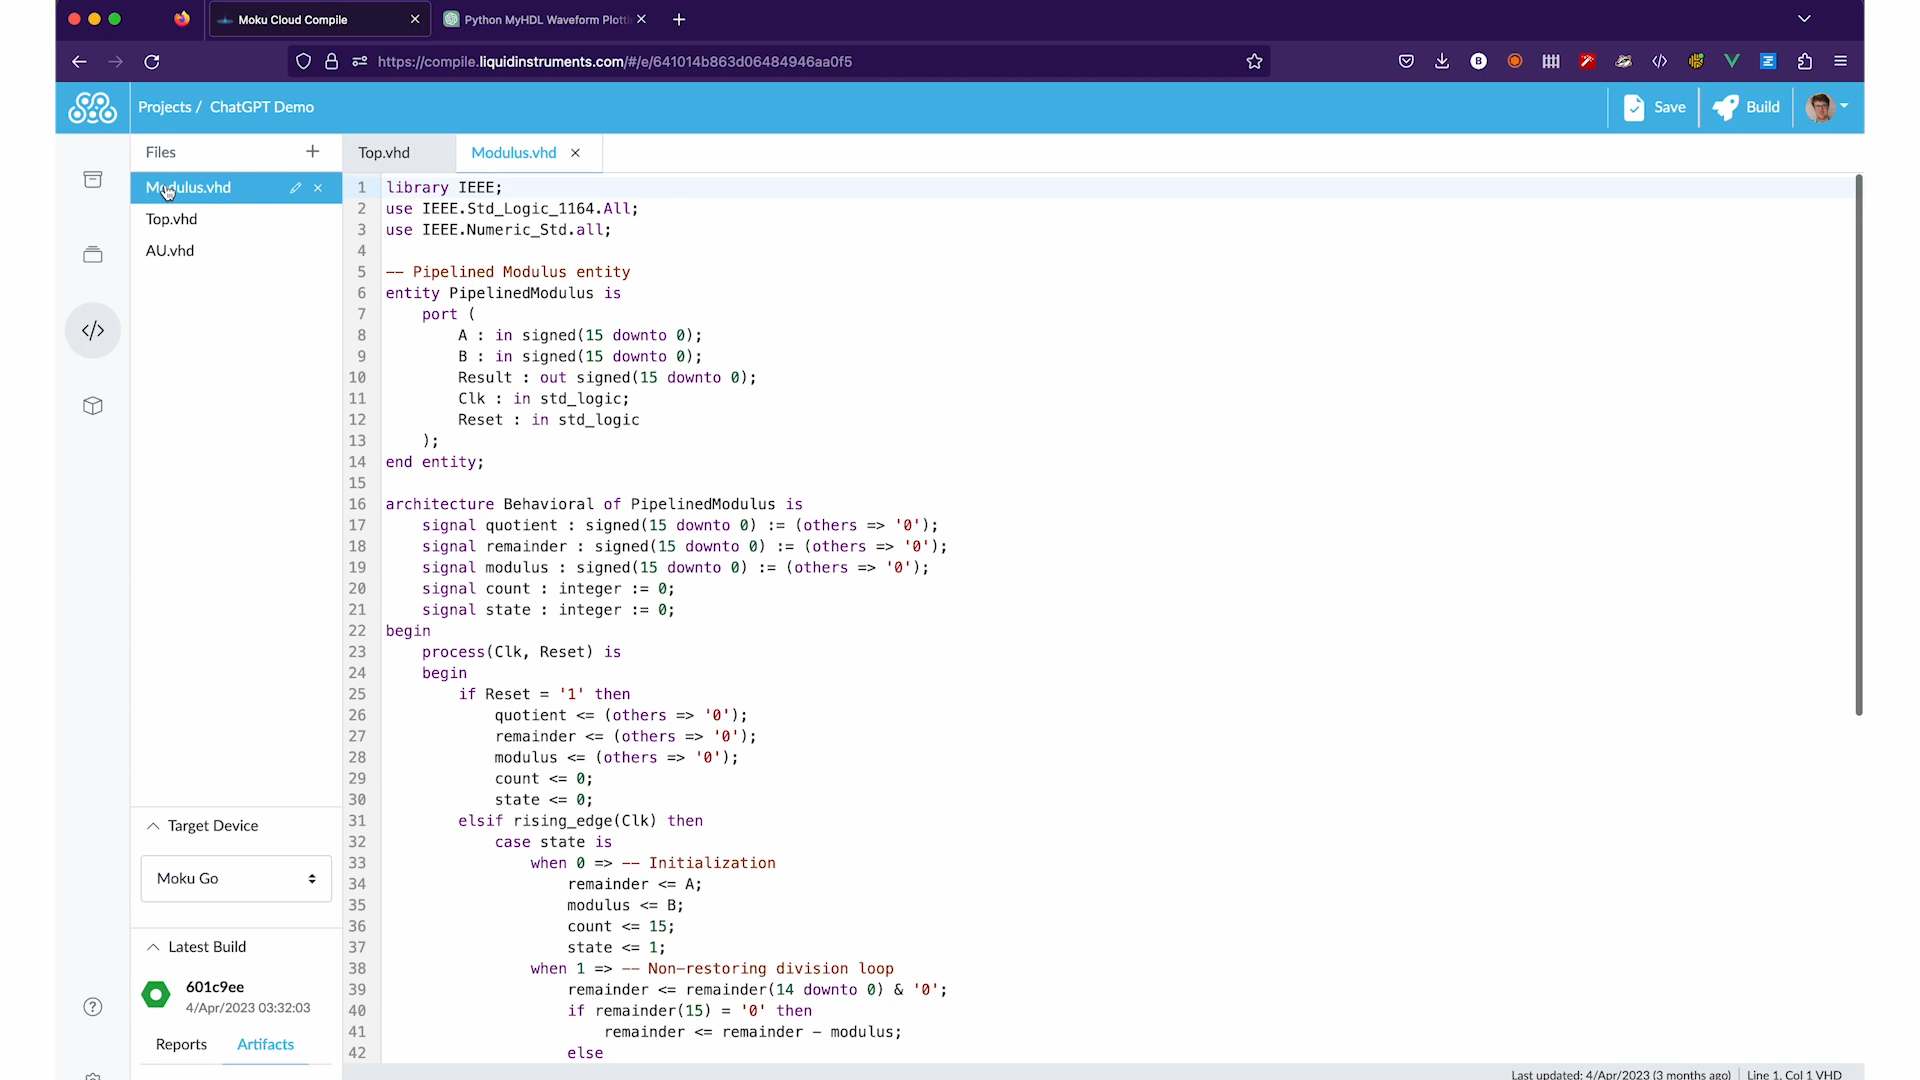 Moku Cloud Compile
Python MyHDL Waveform Plotti
https://compile.liquidinstruments.com/#/e/641014b863d06484946aa0f5
B
Projects / ChatGPT Demo
Save
Build
Files
Top.vhd
Modulus.vhd
Modulus.vhd
Top.vhd
AU.vhd
1 library IEEE;
2 use IEEE.Std_Logic_1164.All;
3 use IEEE.Numeric_Std.all;
4
5 -- Pipelined Modulus entity
6 entity PipelinedModulus is
7 port (
8 A : in signed(15 downto 0);
9 B : in signed(15 downto 0);
10 Result : out signed(15 downto 0);
11 Clk : in std_logic;
12 Reset : in std_logic
13 );
14 end entity;
15
16 architecture Behavioral of PipelinedModulus is
17 signal quotient : signed(15 downto 0) := (others => '0');
18 signal remainder : signed(15 downto 0) := (others => '0');
19 signal modulus : signed(15 downto 0) := (others => '0');
20 signal count : integer := 0;
21 signal state : integer := 0;
22 begin
23 process(Clk, Reset) is
24 begin
25 if Reset = '1' then
26 quotient <= (others => '0');
27 remainder <= (others => '0');
28 modulus <= (others => '0');
29 count <= 0;
30 state <= 0;
31 elsif rising_edge(Clk) then
32 case state is
33 when 0 => -- Initialization
34 remainder <= A;
35 modulus <= B;
36 count <= 15;
37 state <= 1;
38 when 1 => -- Non-restoring division loop
39 remainder <= remainder(14 downto 0) & '0';
40 if remainder(15) = '0' then
41 remainder <= remainder - modulus;
42 else
Target Device
Moku Go
Latest Build
601c9ee
4/Apr/2023 03:32:03
Reports
Artifacts
Last updated: 4/Apr/2023 (3 months ago)
Line 1, Col 1 VHD